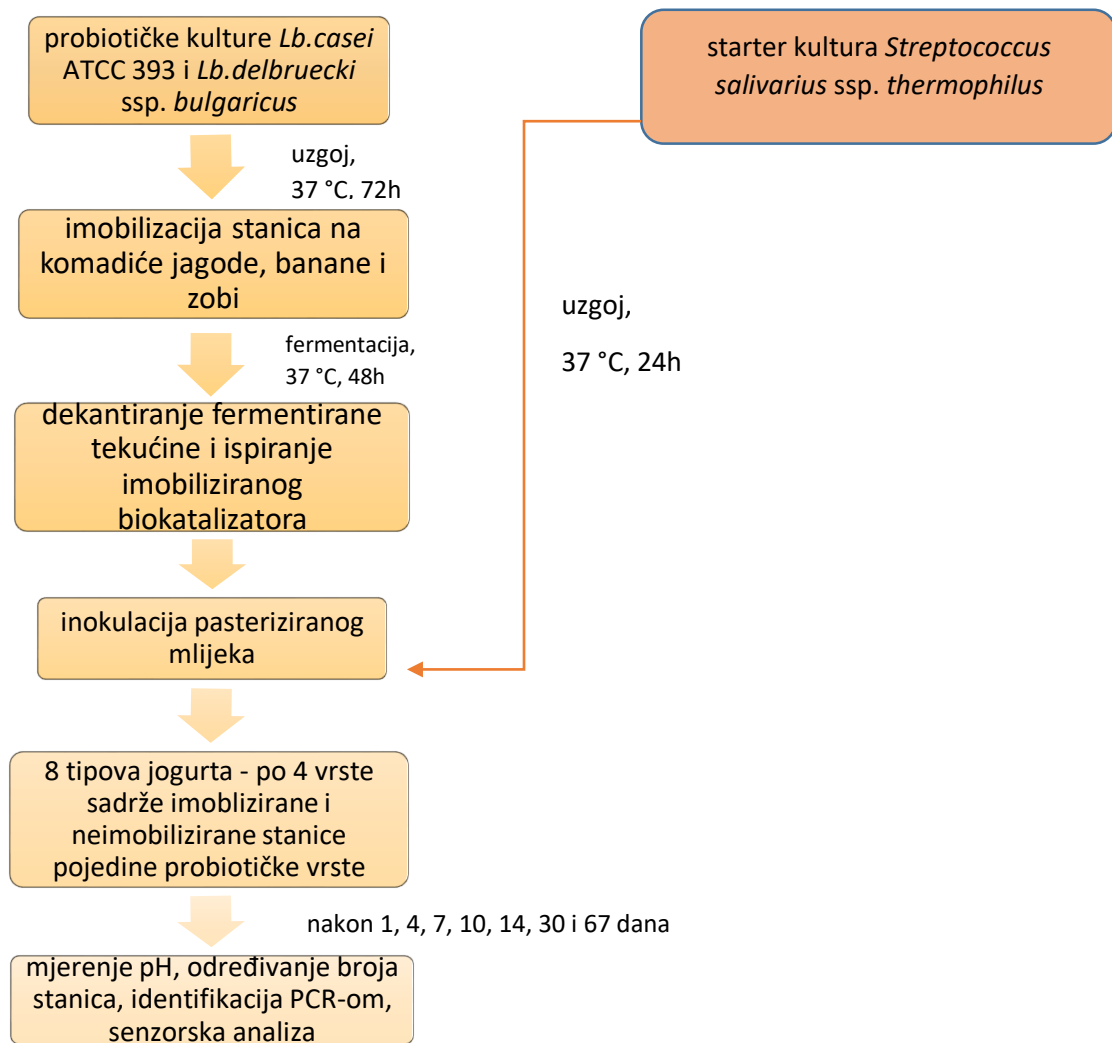 probiotičke kulture Lb.casei
ATCC 393 i Lb.delbruecki
ssp. bulgaricus
starter kultura Streptococcus
salivarius ssp. thermophilus
uzgoj,
37 °C, 72h
imobilizacija stanica na
komadiće jagode, banane i
zobi
uzgoj,
37 °C, 24h
fermentacija,
37 °C, 48h
dekantiranje fermentirane
tekućine i ispiranje
imobiliziranog
biokatalizatora
inokulacija pasteriziranog
mlijeka
8 tipova jogurta - po 4 vrste
sadrže imoblizirane i
neimobilizirane stanice
pojedine probiotičke vrste
nakon 1, 4, 7, 10, 14, 30 i 67 dana
mjerenje pH, određivanje broja
stanica, identifikacija PCR-om,
senzorska analiza